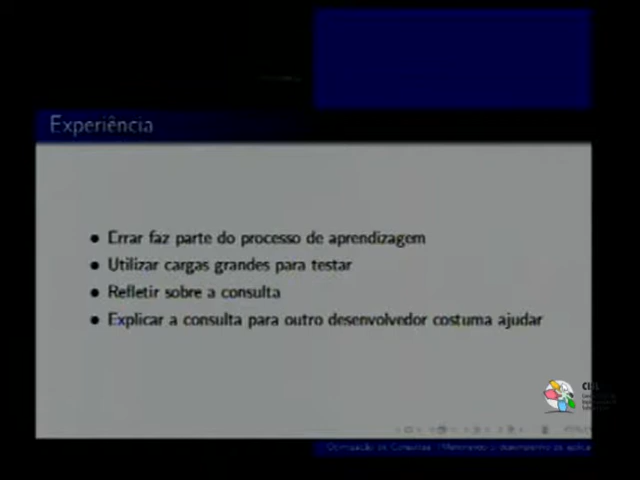 Experiência
• Errar faz parte do processo de aprendizagem
• Utilizar cargas grandes para testar
• Refletir sobre a consulta
• Explicar a consulta para outro desenvolvedor costuma ajudar